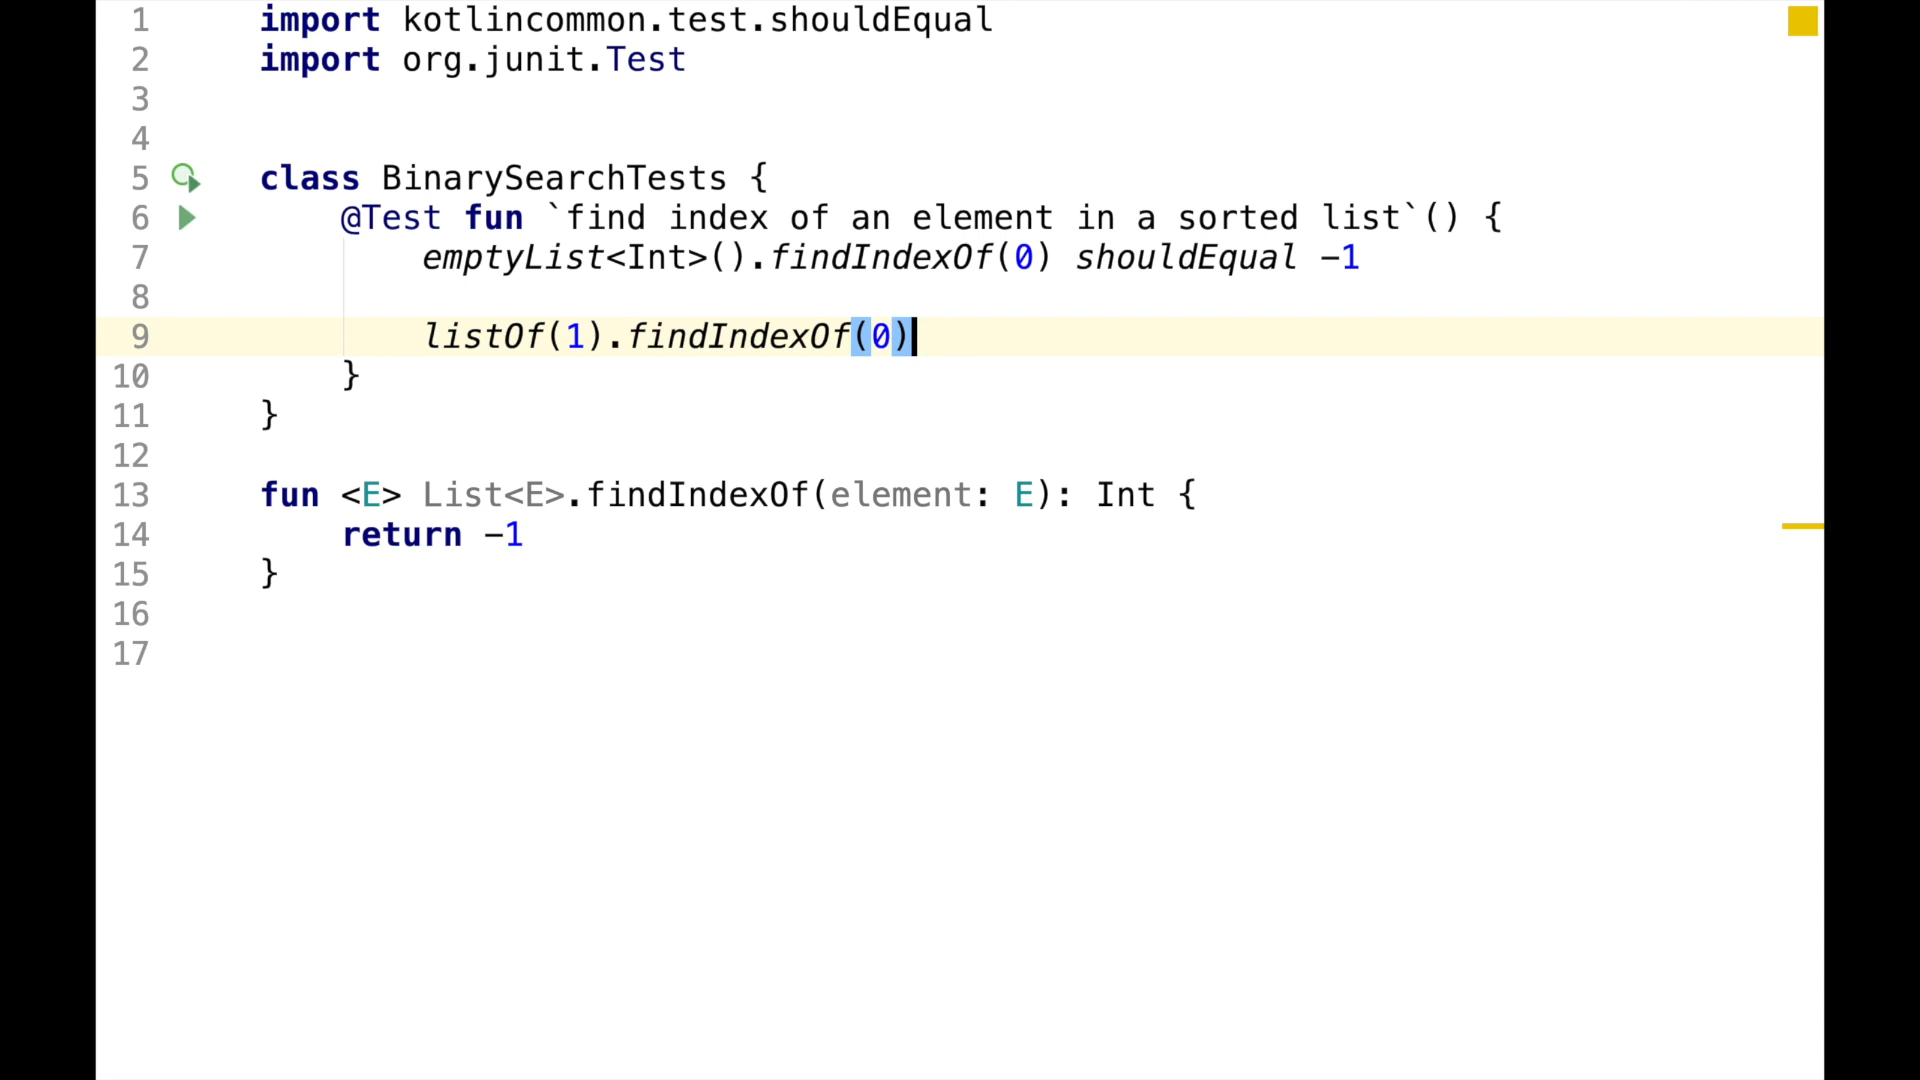 1 import kotlincommon.test.shouldEqual
2 import org.junit.Test
3
4
5 class BinarySearchTests {
6 @Test fun `find index of an element in a sorted list`() {
7 emptyList<Int>().findIndexOf(0) shouldEqual -1
8
9 listOf(1).findIndexOf(0)
10 }
11 }
12
13 fun <E> List<E>.findIndexOf(element: E): Int {
14 return -1
15 }
16
17